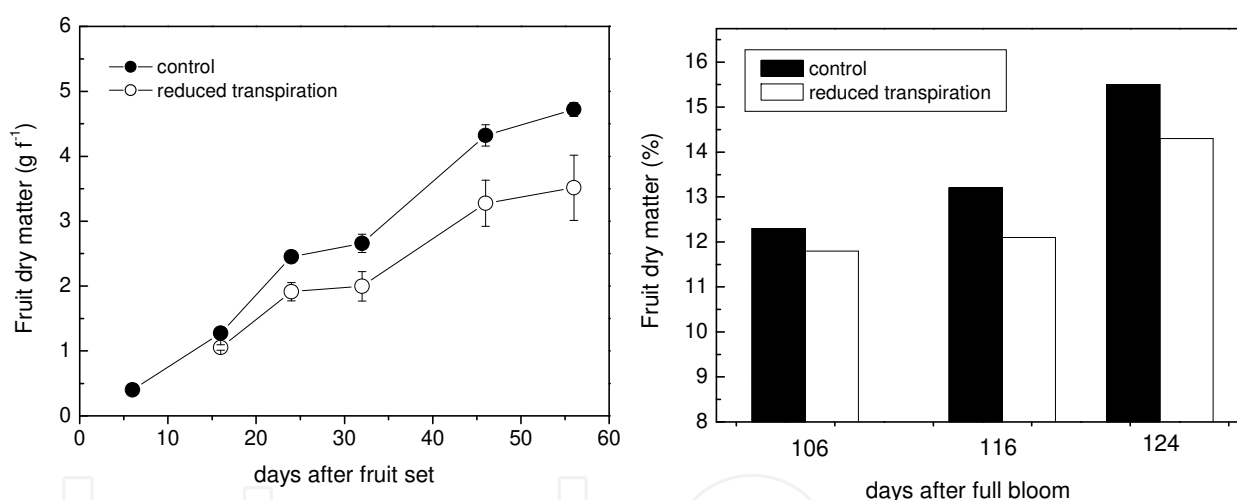 control
reduced transpiration
Fruit dry matter (g f⁻¹)
6
5
4
3
2
1
0
0 10 20 30 40 50 60
days after fruit set
control
reduced transpiration
Fruit dry matter (%)
16
15
14
13
12
11
10
9
8
106 116 124
days after full bloom